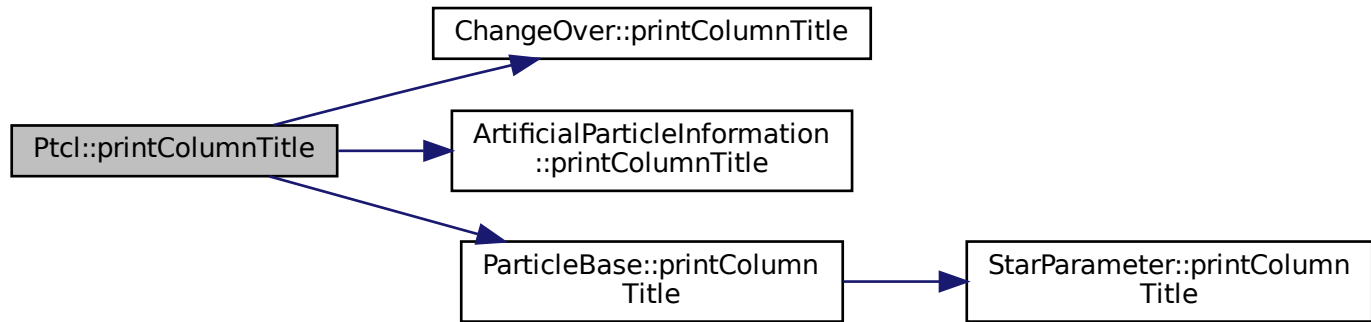 ChangeOver::printColumnTitle
Ptcl::printColumnTitle
ArtificialParticleInformation
::printColumnTitle
ParticleBase::printColumn
Title
StarParameter::printColumn
Title